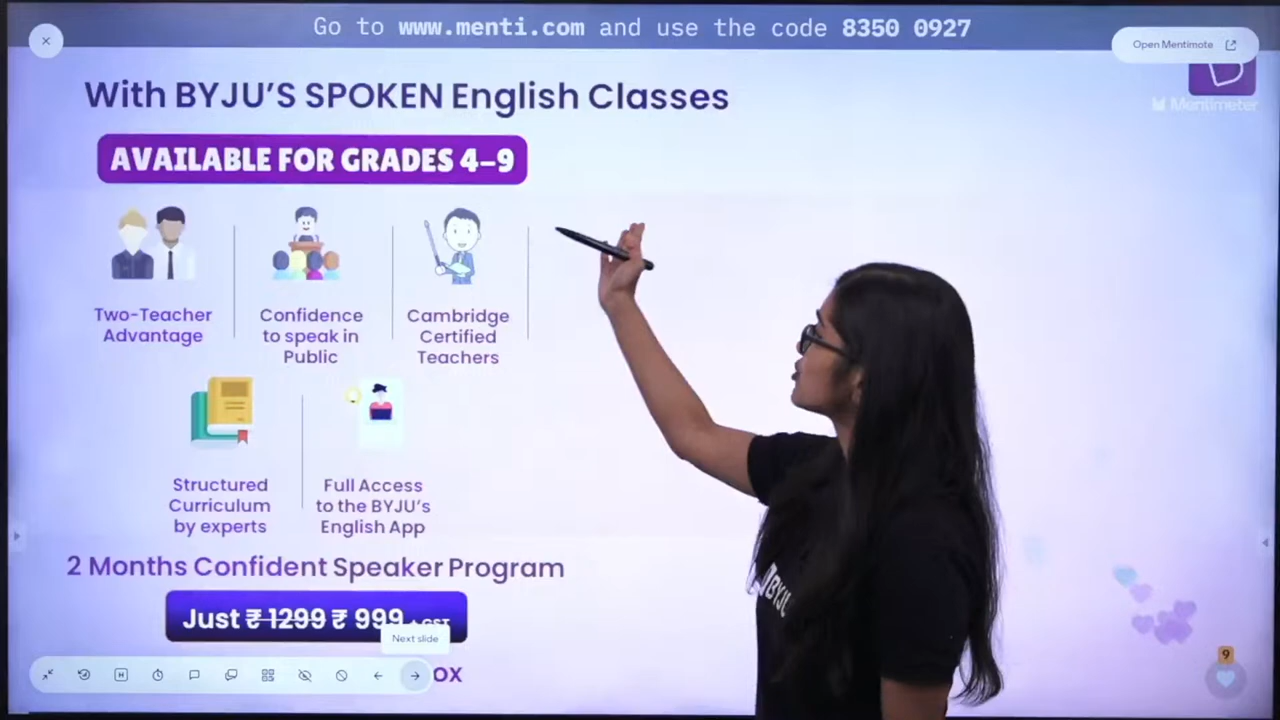 Go to www.menti.com and use the code 8350 0927
Open Mentimote
Mentimeter
With BYJU'S SPOKEN English Classes
AVAILABLE FOR GRADES 4–9
Two-Teacher
Advantage
Confidence
to speak in
Public
Cambridge
Certified
Teachers
Structured
Curriculum
by experts
Full Access
to the BYJU's
English App
2 Months Confident Speaker Program
Just ₹ 1299 ₹ 999 + GST
Next slide
OX
9